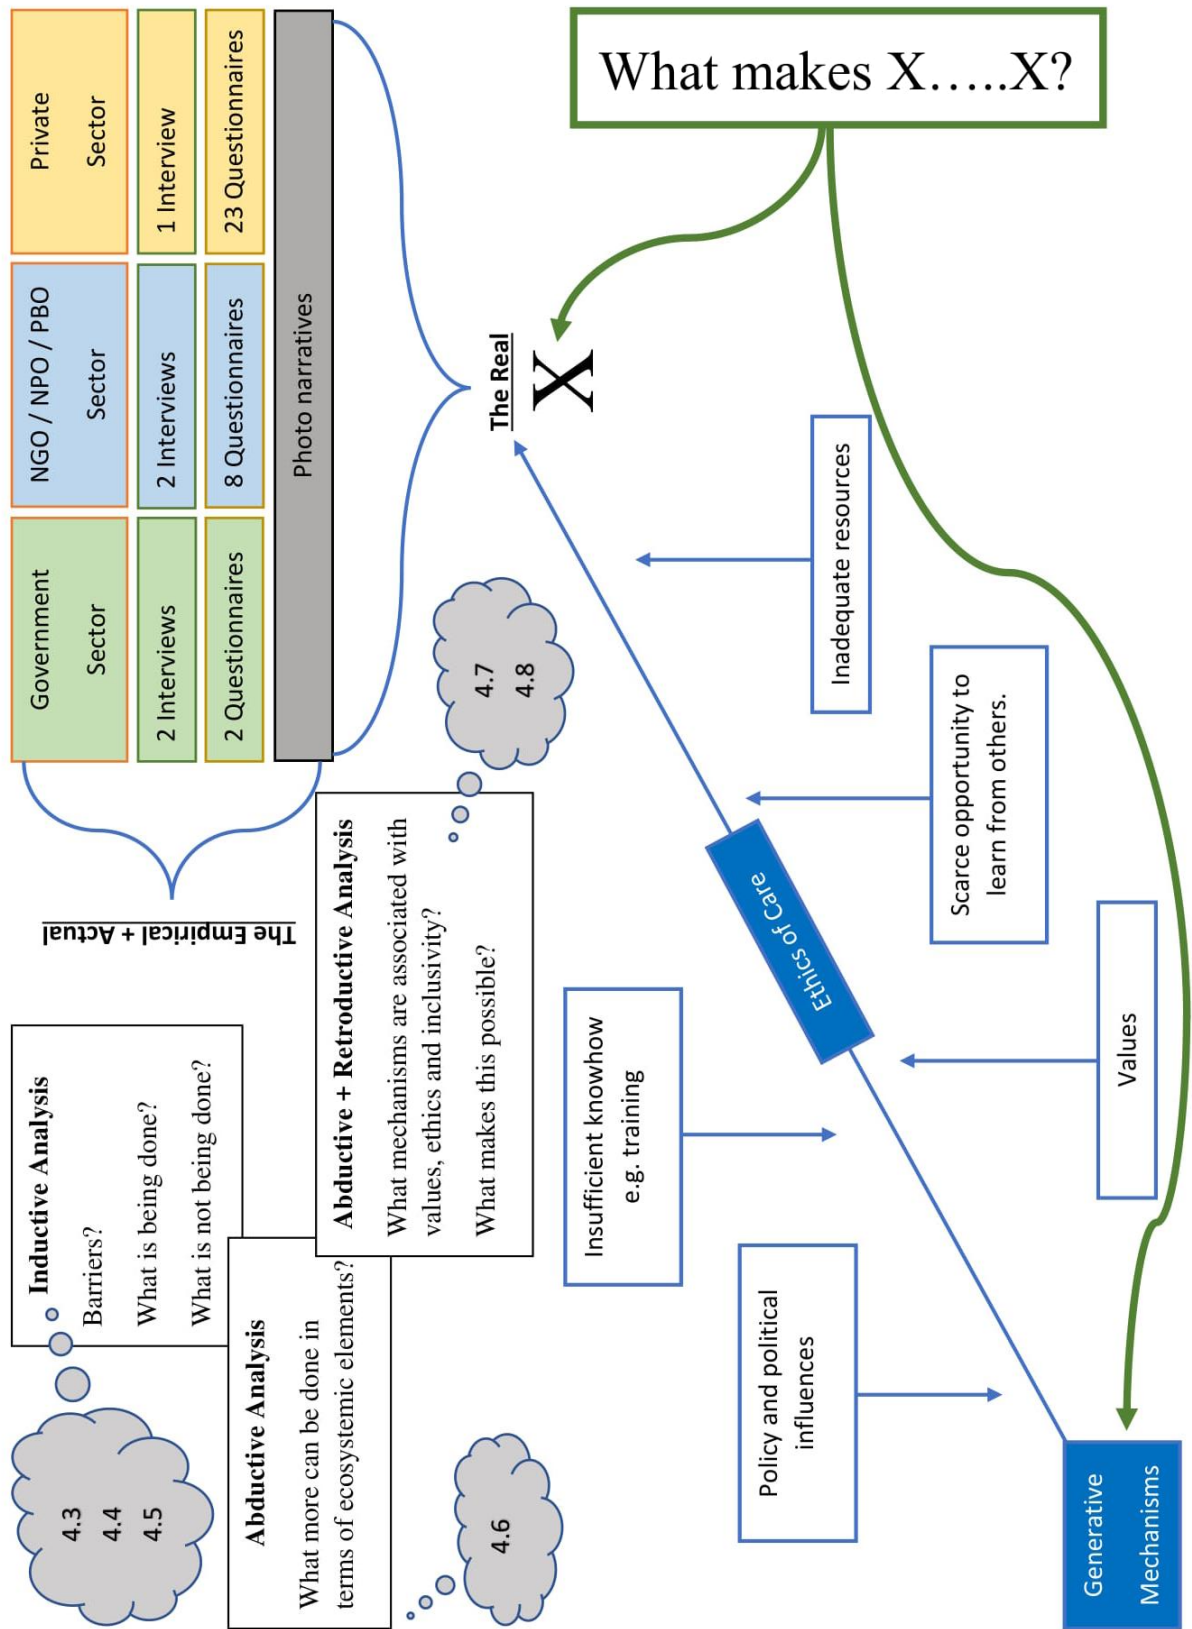 4.3
4.4
4.5
Inductive Analysis
Barriers?
What is being done?
What is not being done?
The Empirical + Actual
Government
Sector
NGO / NPO / PBO
Sector
Private
Sector
2 Interviews
2 Interviews
1 Interview
2 Questionnaires
8 Questionnaires
23 Questionnaires
Photo narratives
Abductive Analysis
What more can be done in
terms of ecosystemic elements?
4.6
Abductive + Retroductive Analysis
What mechanisms are associated with
values, ethics and inclusivity?
What makes this possible?
4.7
4.8
The Real
X
What makes X.....X?
Insufficient knowhow
e.g. training
Policy and political
influences
Ethics of Care
Inadequate resources
Scarce opportunity to
learn from others.
Values
Generative
Mechanisms